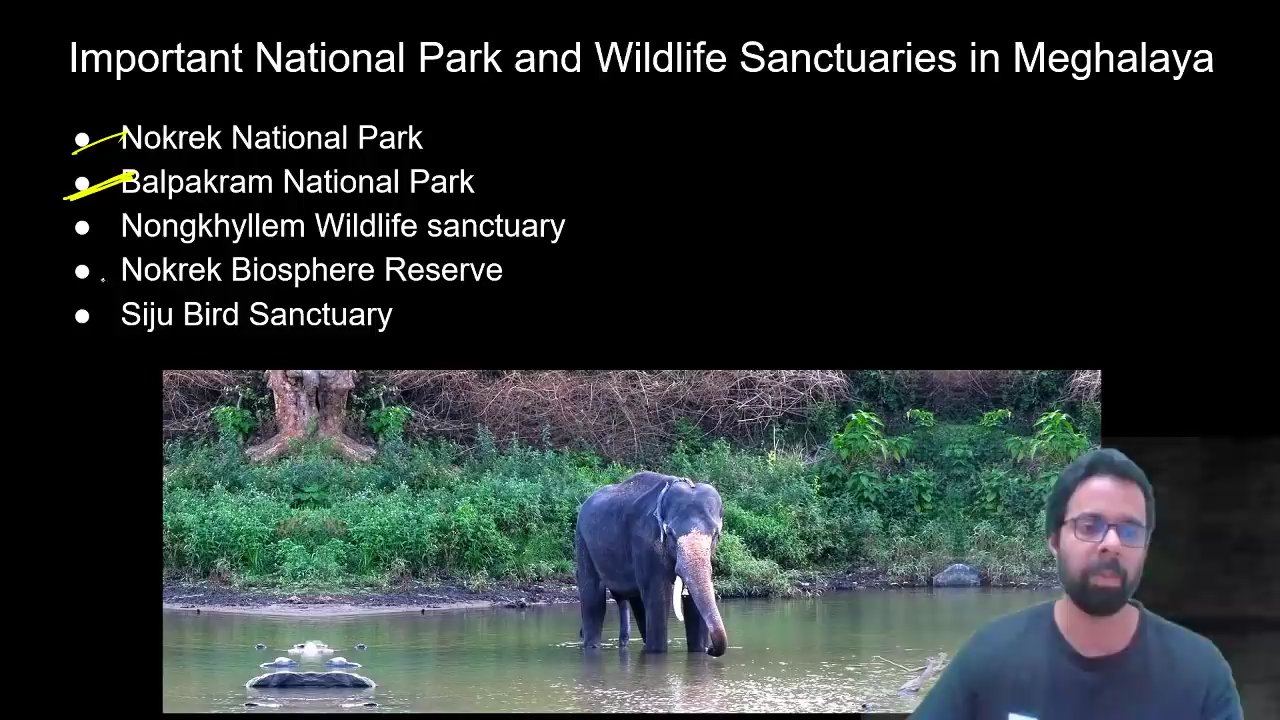 Important National Park and Wildlife Sanctuaries in Meghalaya
● Nokrek National Park
● Balpakram National Park
● Nongkhyllem Wildlife sanctuary
● Nokrek Biosphere Reserve
● Siju Bird Sanctuary